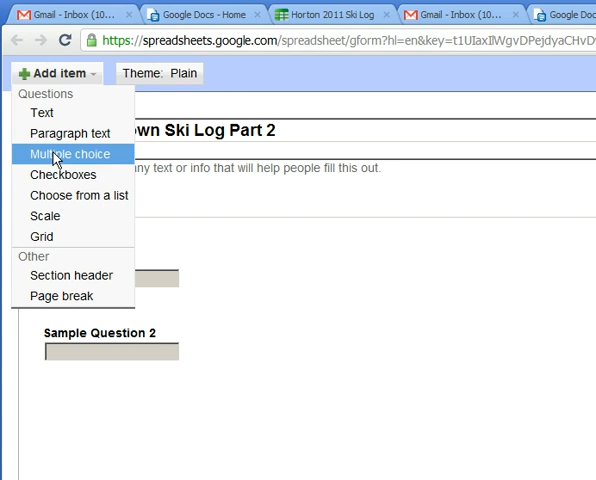 Gmail - Inbox (10... × Google Docs - Home × Horton 2011 Ski Log × Gmail - Inbox (10... × Google Doc
https://spreadsheets.google.com/spreadsheet/gform?hl=en&key=
Add item
Theme: Plain
Questions
Text
own Ski Log Part 2
Paragraph text
Multiple choice
ny text or info that will help people fill this out.
Checkboxes
Choose from a list
Scale
Grid
Other
Section header
Page break
Sample Question 2